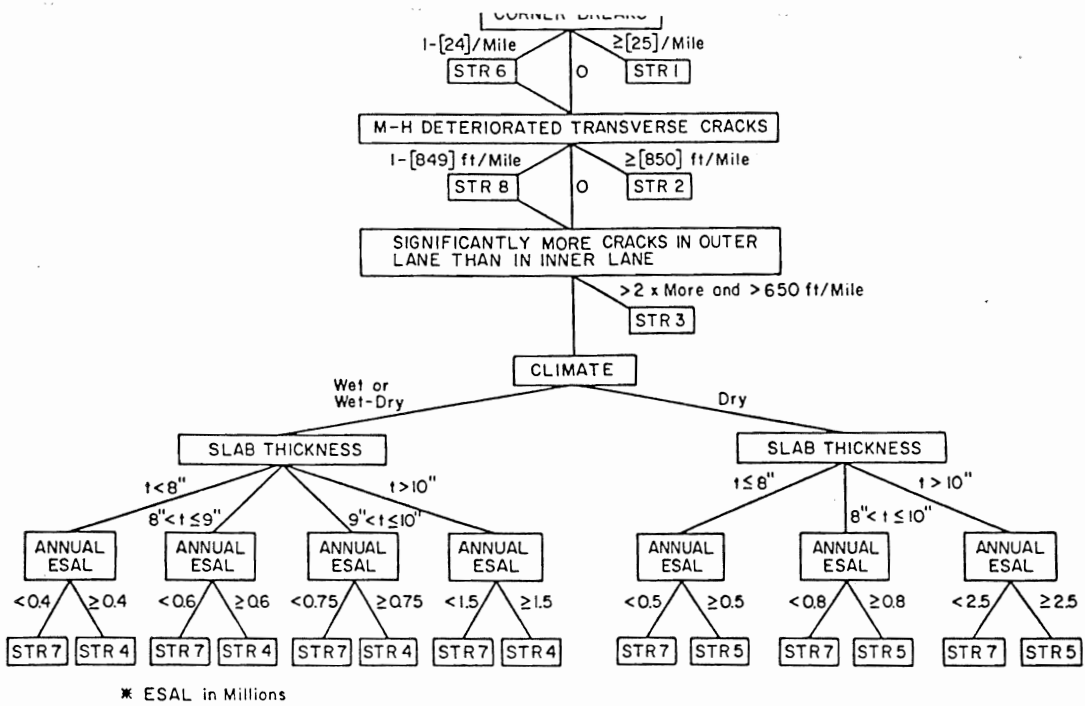 CORNER BREAKS
1-[24]/Mile
≥[25]/Mile
STR 6
0
STR 1
M-H DETERIORATED TRANSVERSE CRACKS
1-[849] ft/Mile
≥[850] ft/Mile
STR 8
0
STR 2
SIGNIFICANTLY MORE CRACKS IN OUTER
LANE THAN IN INNER LANE
>2 x More and >650 ft/Mile
STR 3
CLIMATE
Wet or
Wet-Dry
Dry
SLAB THICKNESS
SLAB THICKNESS
t<8"
8"<t≤9"
9"<t≤10"
t>10"
t≤8"
8"<t≤10"
t>10"
ANNUAL
ESAL
ANNUAL
ESAL
ANNUAL
ESAL
ANNUAL
ESAL
ANNUAL
ESAL
ANNUAL
ESAL
ANNUAL
ESAL
<0.4
≥0.4
<0.6
≥0.6
<0.75
≥0.75
<1.5
≥1.5
<0.5
≥0.5
<0.8
≥0.8
<2.5
≥2.5
STR 7
STR 4
STR 7
STR 4
STR 7
STR 4
STR 7
STR 4
STR 7
STR 5
STR 7
STR 5
STR 7
STR 5
* ESAL in Millions